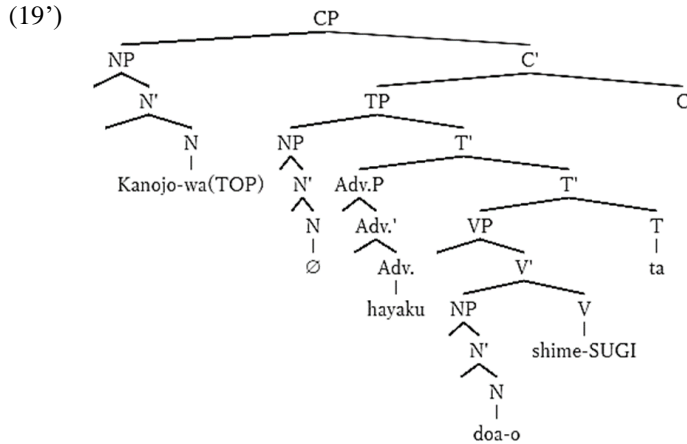 (19’)
CP
NP C'
N' TP C
N NP T'
Kanojo-wa(TOP) N' Adv.P T'
N Adv.' VP T
∅ Adv. V' ta
hayaku NP V
N' shime-SUGI
N
doa-o